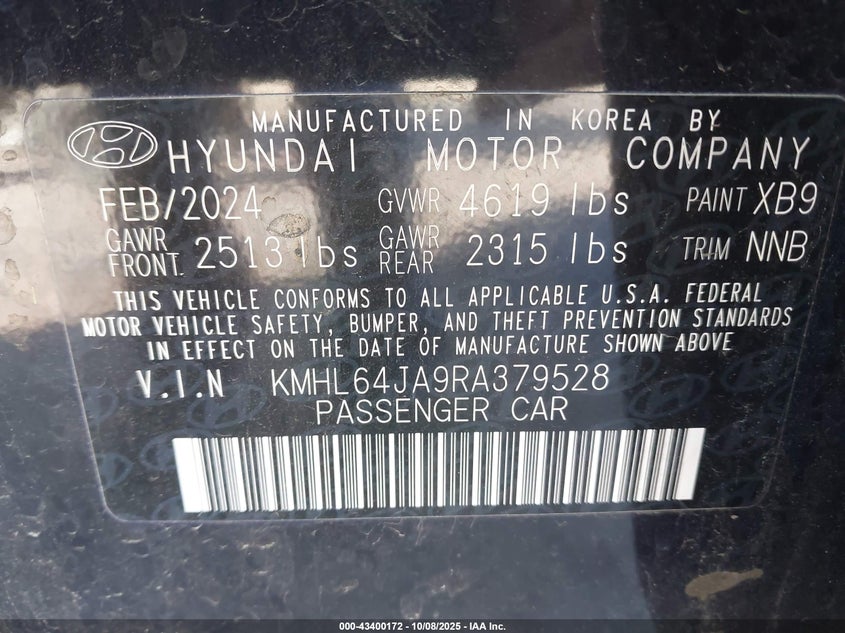 MANUFACTURED IN KOREA BY
HYUNDAI MOTOR COMPANY
FEB/2024 GVWR 4619 lbs PAINT XB9
GAWR FRONT 2513 lbs GAWR REAR 2315 lbs TRIM NNB
THIS VEHICLE CONFORMS TO ALL APPLICABLE U.S.A. FEDERAL
MOTOR VEHICLE SAFETY, BUMPER, AND THEFT PREVENTION STANDARDS
IN EFFECT ON THE DATE OF MANUFACTURE SHOWN ABOVE
V.I.N KMHL64JA9RA379528
PASSENGER CAR
000-43400172 - 10/08/2025 - IAA Inc.